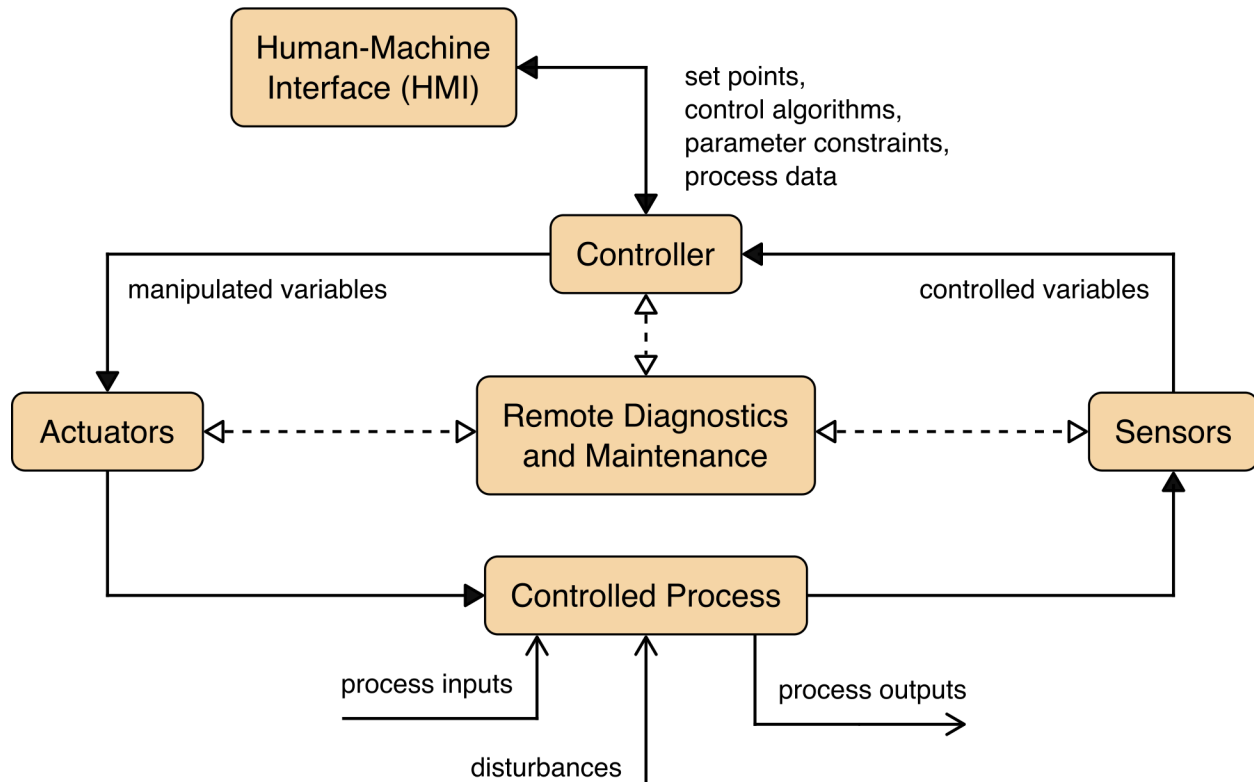 Human-Machine
Interface (HMI)
set points,
control algorithms,
parameter constraints,
process data
Controller
manipulated variables
controlled variables
Actuators
Remote Diagnostics
and Maintenance
Sensors
Controlled Process
process inputs
process outputs
disturbances